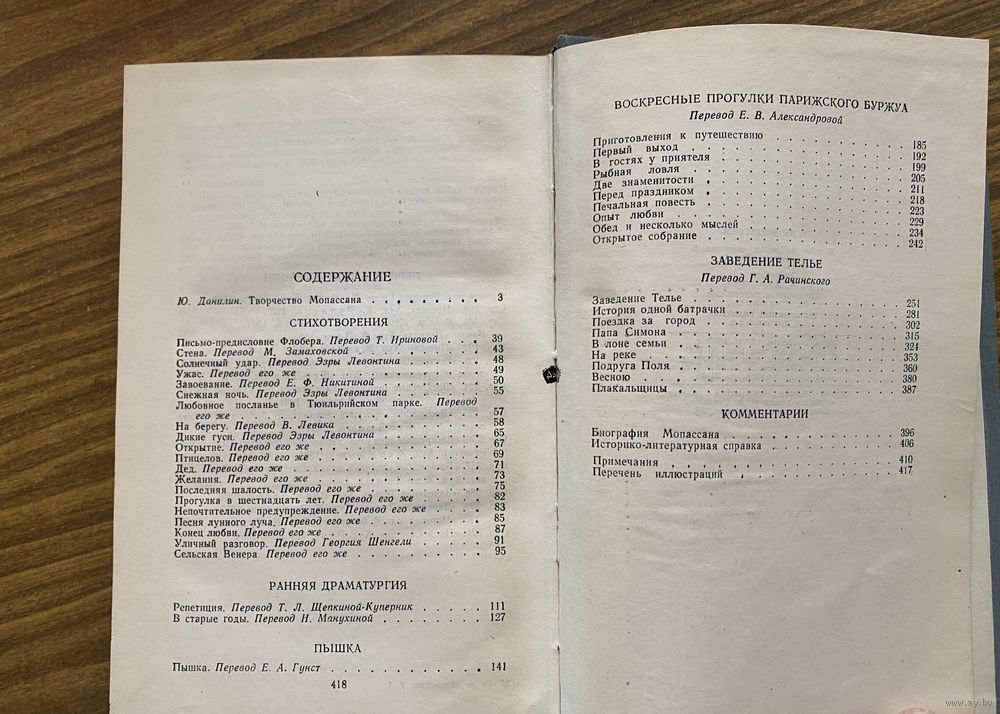 СОДЕРЖАНИЕ
Ю. Данилин. Творчество Мопассана . . . . . . . . . 3
СТИХОТВОРЕНИЯ
Письмо-предисловие Флобера. Перевод Т. Ириновой . . . 39
Стена. Перевод М. Замаховской . . . . . . 43
Солнечный удар. Перевод Эзры Левонтина . . . . 48
Ужас. Перевод его же . . . . . . . . 49
Завоевание. Перевод Е. Ф. Никитиной . . . . . 50
Снежная ночь. Перевод Эзры Левонтина . . . . 55
Любовное посланье в Тюильрийском парке. Перевод
его же . . . . . . . . . . 57
На берегу. Перевод В. Левика . . . . . . . 58
Дикие гуси. Перевод Эзры Левонтина . . . . . 65
Открытие. Перевод его же . . . . . . . 67
Птицелов. Перевод его же . . . . . . . 69
Дед. Перевод его же . . . . . . . . 71
Желания. Перевод его же . . . . . . . 73
Последняя шалость. Перевод его же . . . . . 75
Прогулка в шестнадцать лет. Перевод его же . . . 82
Непочтительное предупреждение. Перевод его же . . 83
Песня лунного луча. Перевод его же . . . . . 85
Конец любви. Перевод его же . . . . . . 87
Уличный разговор. Перевод Георгия Шенгели . . . . 91
Сельская Венера. Перевод его же . . . . . . 95
РАННЯЯ ДРАМАТУРГИЯ
Репетиция. Перевод Т. Л. Щепкиной-Куперник . . . . . 111
В старые годы. Перевод Н. Манухиной . . . . . . . 127
ПЫШКА
Пышка. Перевод Е. А. Гунст . . . . . . . . . . 141
418
ВОСКРЕСНЫЕ ПРОГУЛКИ ПАРИЖСКОГО БУРЖУА
Перевод Е. В. Александровой
Приготовления к путешествию . . . . . . . . 185
Первый выход . . . . . . . . . . . 192
В гостях у приятеля . . . . . . . . . 199
Рыбная ловля . . . . . . . . . . . 205
Две знаменитости . . . . . . . . . . 211
Перед праздником . . . . . . . . . . 218
Печальная повесть . . . . . . . . . . 223
Опыт любви . . . . . . . . . . . . 229
Обед и несколько мыслей . . . . . . . . 234
Открытое собрание . . . . . . . . . . 242
ЗАВЕДЕНИЕ ТЕЛЬЕ
Перевод Г. А. Рачинского
Заведение Телье . . . . . . . . . . . 251
История одной батрачки . . . . . . . . . 281
Поездка за город . . . . . . . . . . . 302
Папа Симона . . . . . . . . . . . . 315
В лоне семьи . . . . . . . . . . . . 324
На реке . . . . . . . . . . . . . 353
Подруга Поля . . . . . . . . . . . . 360
Весною . . . . . . . . . . . . . . 380
Плакальщицы . . . . . . . . . . . . 387
КОММЕНТАРИИ
Биография Мопассана . . . . . . . . . . 396
Историко-литературная справка . . . . . . . 406
Примечания . . . . . . . . . . . . 410
Перечень иллюстраций . . . . . . . . . 417
www.ay.by